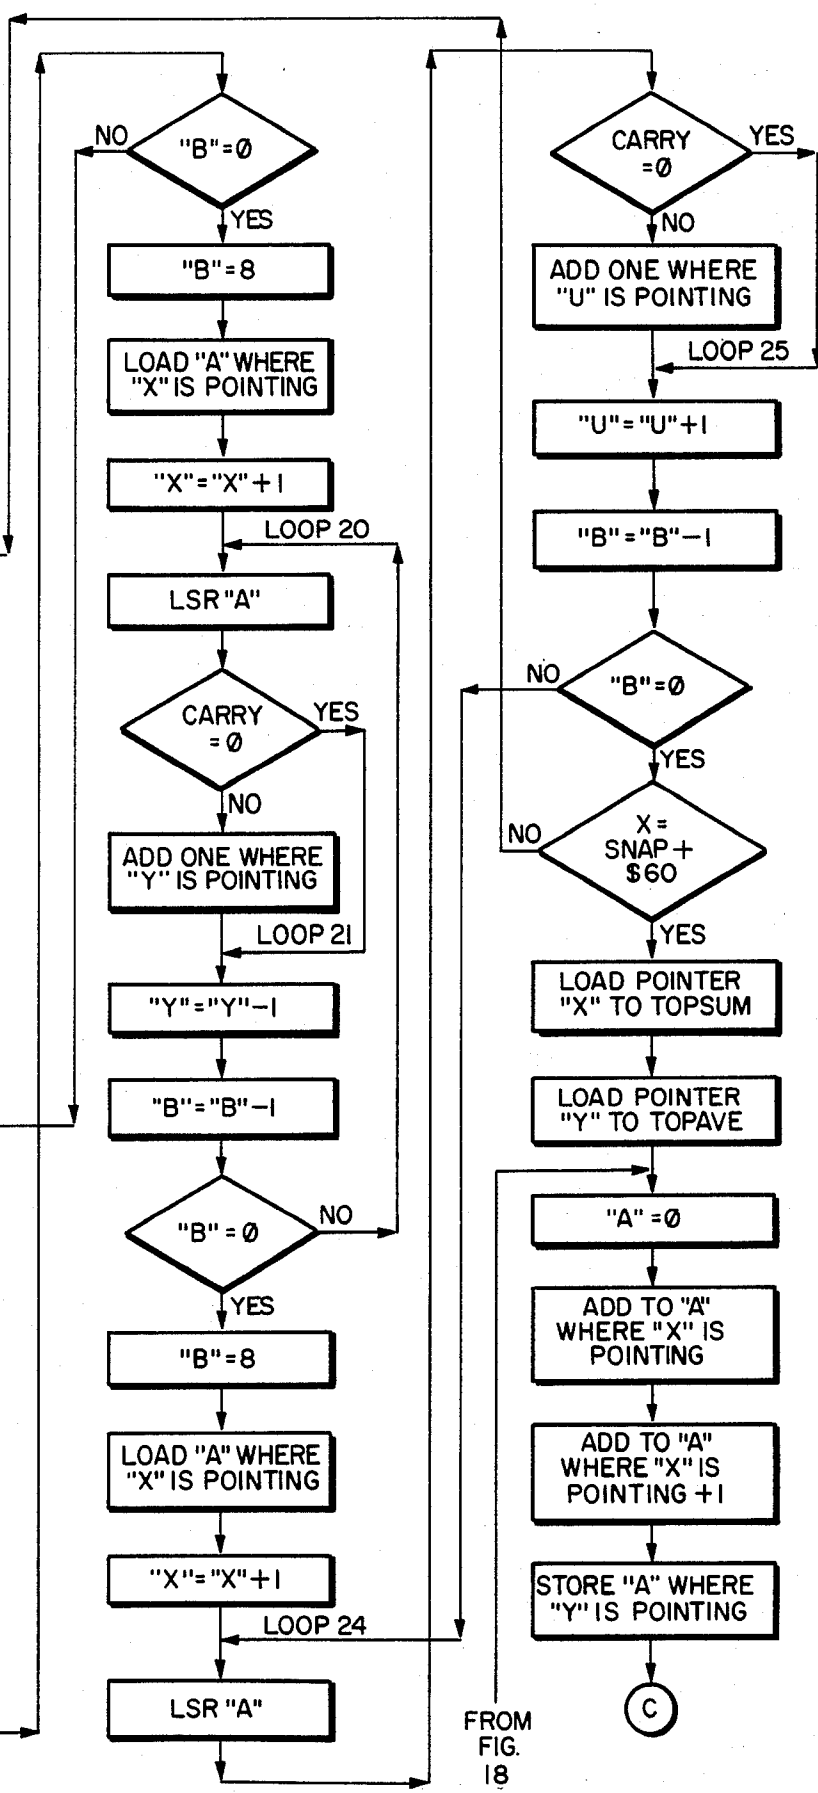 NO
"B"=Ø
YES
"B"=8
LOAD "A" WHERE
"X" IS POINTING
"X"="X"+1
LOOP 20
LSR "A"
CARRY
=Ø
YES
NO
ADD ONE WHERE
"Y" IS POINTING
LOOP 21
"Y"="Y"-1
"B"="B"-1
"B"=Ø
NO
YES
"B"=8
LOAD "A" WHERE
"X" IS POINTING
"X"="X"+1
LOOP 24
LSR "A"
CARRY
=Ø
YES
NO
ADD ONE WHERE
"U" IS POINTING
LOOP 25
"U"="U"+1
"B"="B"-1
NO
"B"=Ø
YES
NO
X=
SNAP+
$60
YES
LOAD POINTER
"X" TO TOPSUM
LOAD POINTER
"Y" TO TOPAVE
"A"=Ø
ADD TO "A"
WHERE "X" IS
POINTING
ADD TO "A"
WHERE "X" IS
POINTING +1
STORE "A" WHERE
"Y" IS POINTING
C
FROM
FIG.
18